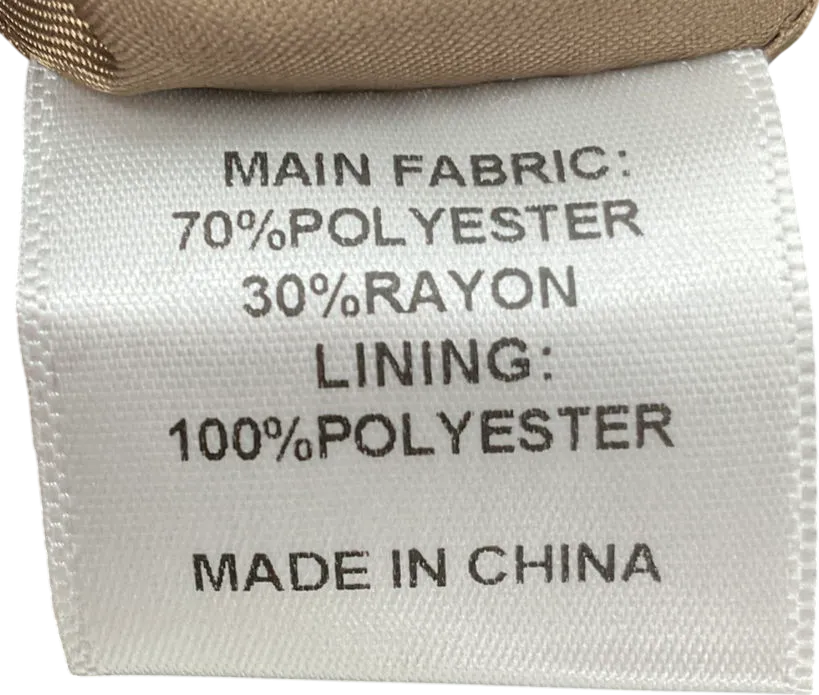 MAIN FABRIC:
70%POLYESTER
30%RAYON
LINING:
100%POLYESTER
MADE IN CHINA